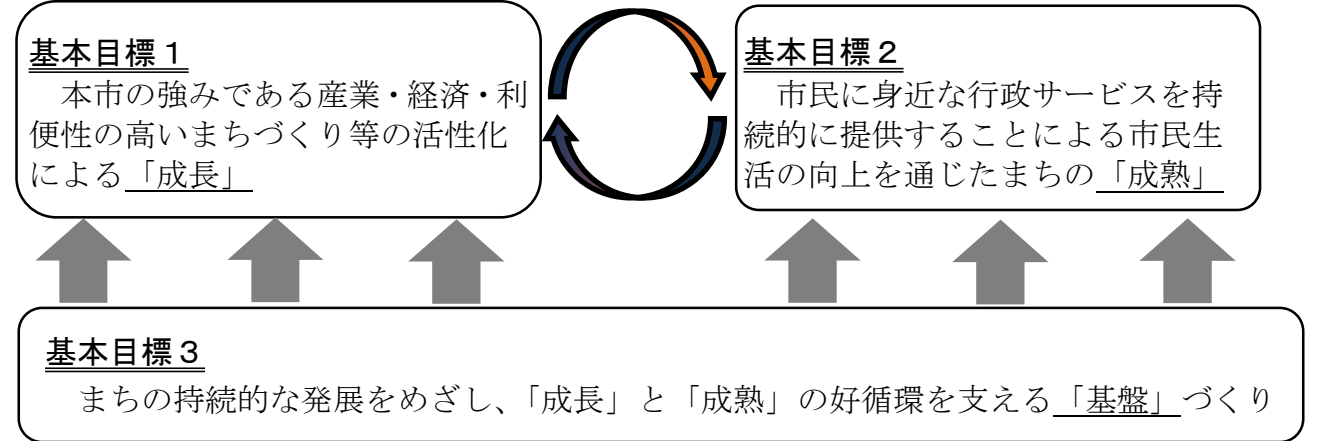 基本目標１
　本市の強みである産業・経済・利
便性の高いまちづくり等の活性化
による「成長」
基本目標２
　市民に身近な行政サービスを持
続的に提供することによる市民生
活の向上を通じたまちの「成熟」
基本目標３
　まちの持続的な発展をめざし、「成長」と「成熟」の好循環を支える「基盤」づくり